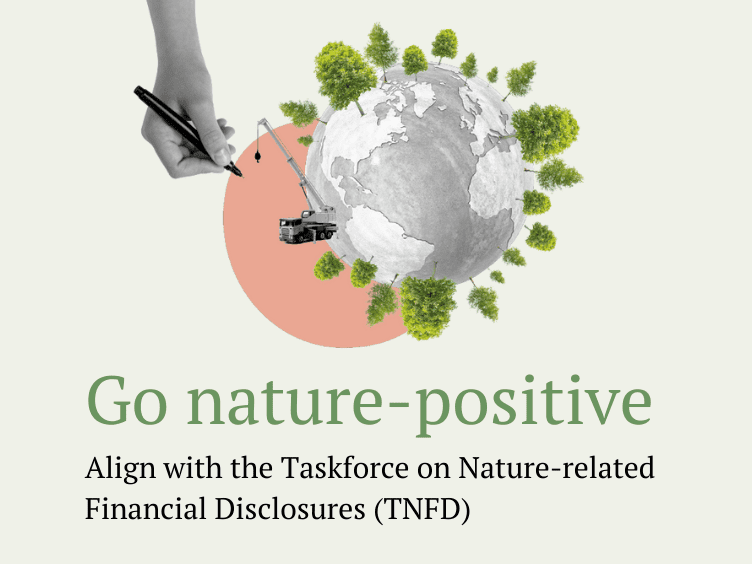 Go nature-positive
Align with the Taskforce on Nature-related
Financial Disclosures (TNFD)